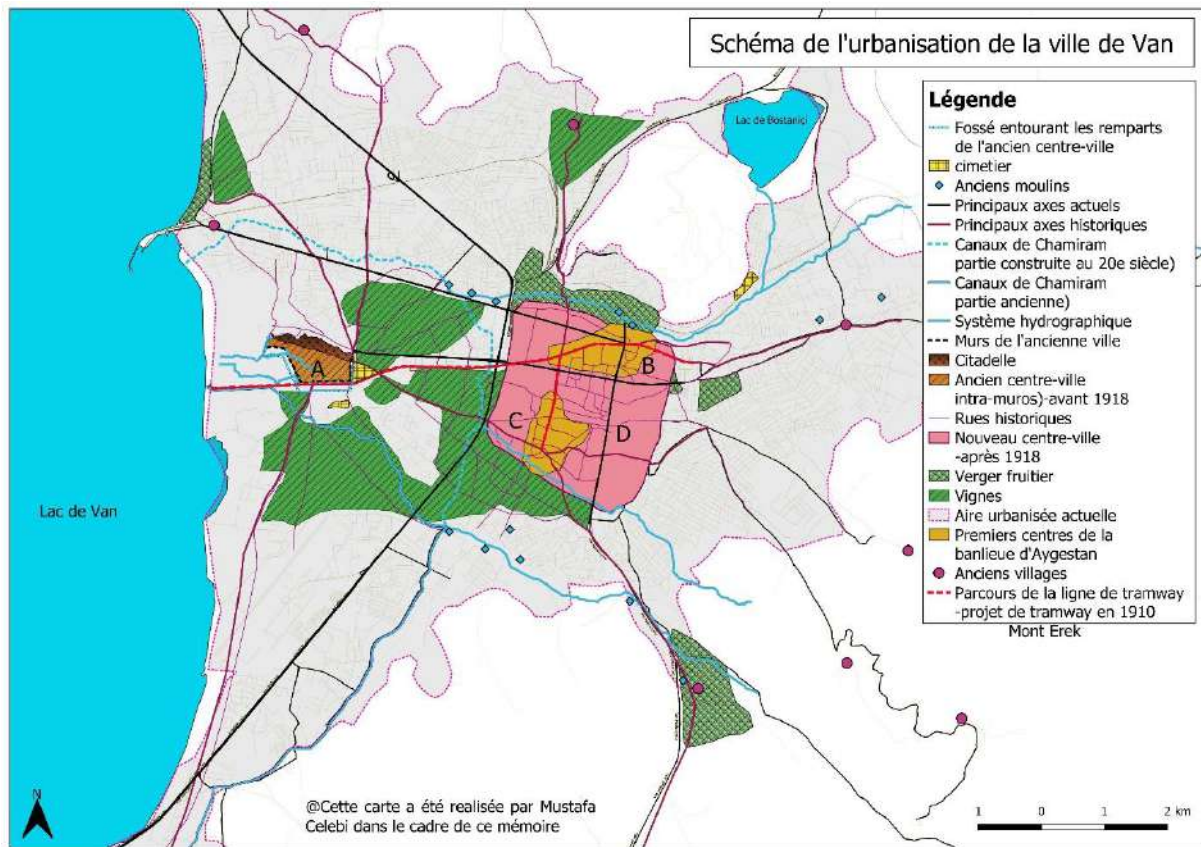 Schéma de l'urbanisation de la ville de Van
Légende
Fossé entourant les remparts
de l'ancien centre-ville
cimetier
Anciens moulins
Principaux axes actuels
Principaux axes historiques
Canaux de Chamiram
partie construite au 20e siècle)
Canaux de Chamiram
partie ancienne)
Système hydrographique
Murs de l'ancienne ville
Citadelle
Ancien centre-ville
intra-muros)-avant 1918
Rues historiques
Nouveau centre-ville
-après 1918
Verger fruitier
Vignes
Aire urbanisée actuelle
Premiers centres de la
banlieue d'Aygestan
Anciens villages
Parcours de la ligne de tramway
-projet de tramway en 1910
Mont Erek
Lac de Bostaniçi
A
B
C
D
Lac de Van
N
@Cette carte a été realisée par Mustafa
Celebi dans le cadre de ce mémoire
1 0 1 2 km